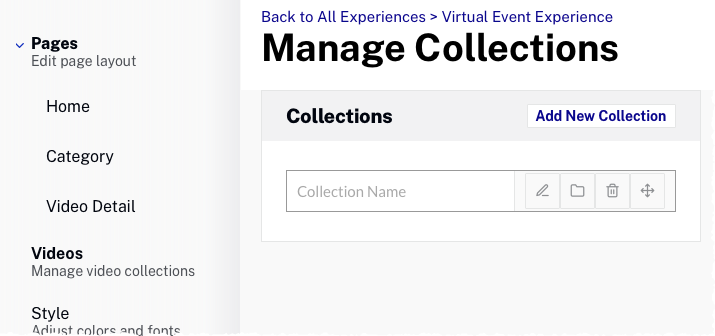 Back to All Experiences > Virtual Event Experience
Manage Collections
Pages
Edit page layout
Home
Category
Video Detail
Videos
Manage video collections
Style
Adjust colors and fonts
Collections
Add New Collection
Collection Name